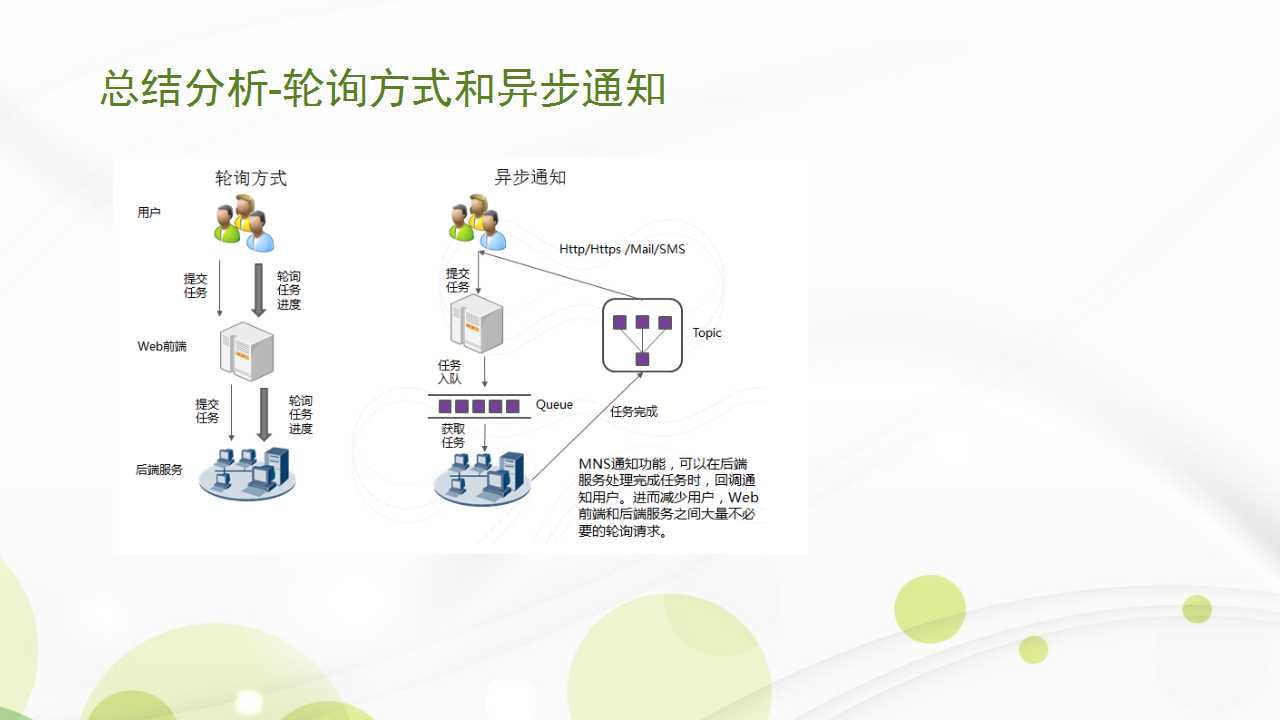 总结分析-轮询方式和异步通知
轮询方式
用户
提交
任务
轮询
任务
进度
Web前端
提交
任务
轮询
任务
进度
后端服务
异步通知
Http/Https /Mail/SMS
提交
任务
Topic
任务
入队
Queue
任务完成
获取
任务
MNS通知功能，可以在后端
服务处理完成任务时，回调通
知用户。进而减少用户，Web
前端和后端服务之间大量不必
要的轮询请求。